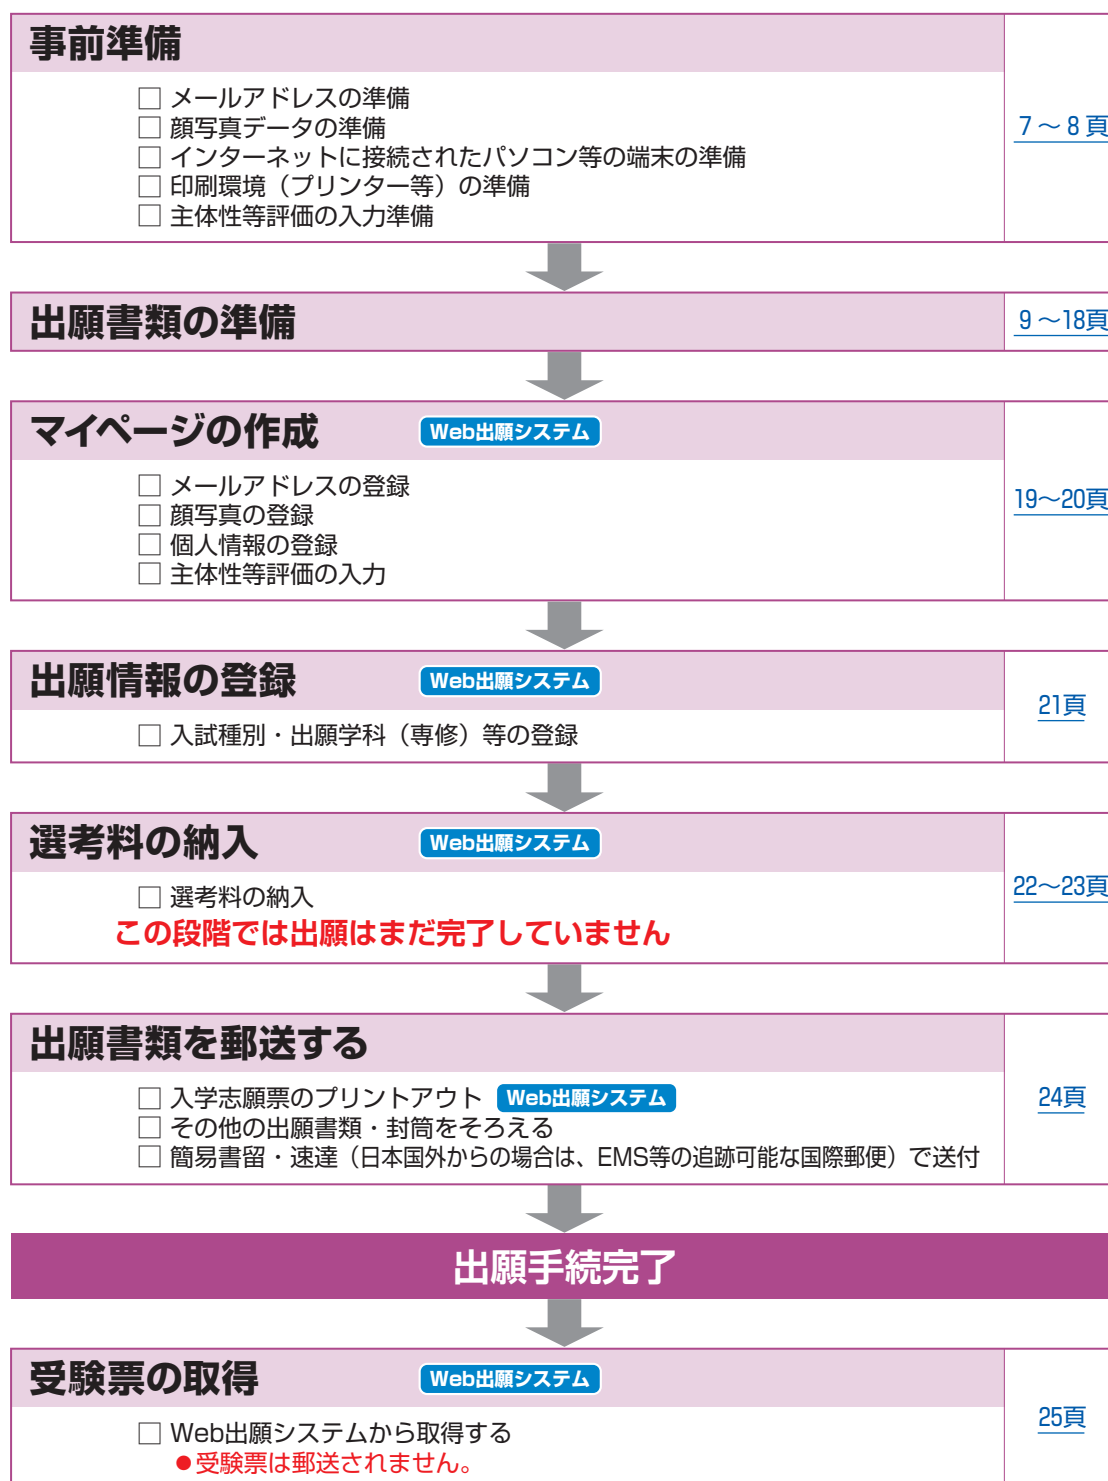 事前準備
□ メールアドレスの準備
□ 顔写真データの準備
□ インターネットに接続されたパソコン等の端末の準備
□ 印刷環境（プリンター等）の準備
□ 主体性等評価の入力準備
7～8頁
出願書類の準備
9～18頁
マイページの作成 Web出願システム
□ メールアドレスの登録
□ 顔写真の登録
□ 個人情報の登録
□ 主体性等評価の入力
19～20頁
出願情報の登録 Web出願システム
□ 入試種別・出願学科（専修）等の登録
21頁
選考料の納入 Web出願システム
□ 選考料の納入
この段階では出願はまだ完了していません
22～23頁
出願書類を郵送する
□ 入学志願票のプリントアウト Web出願システム
□ その他の出願書類・封筒をそろえる
□ 簡易書留・速達（日本国外からの場合は、EMS等の追跡可能な国際郵便）で送付
24頁
出願手続完了
受験票の取得 Web出願システム
□ Web出願システムから取得する
●受験票は郵送されません。
25頁